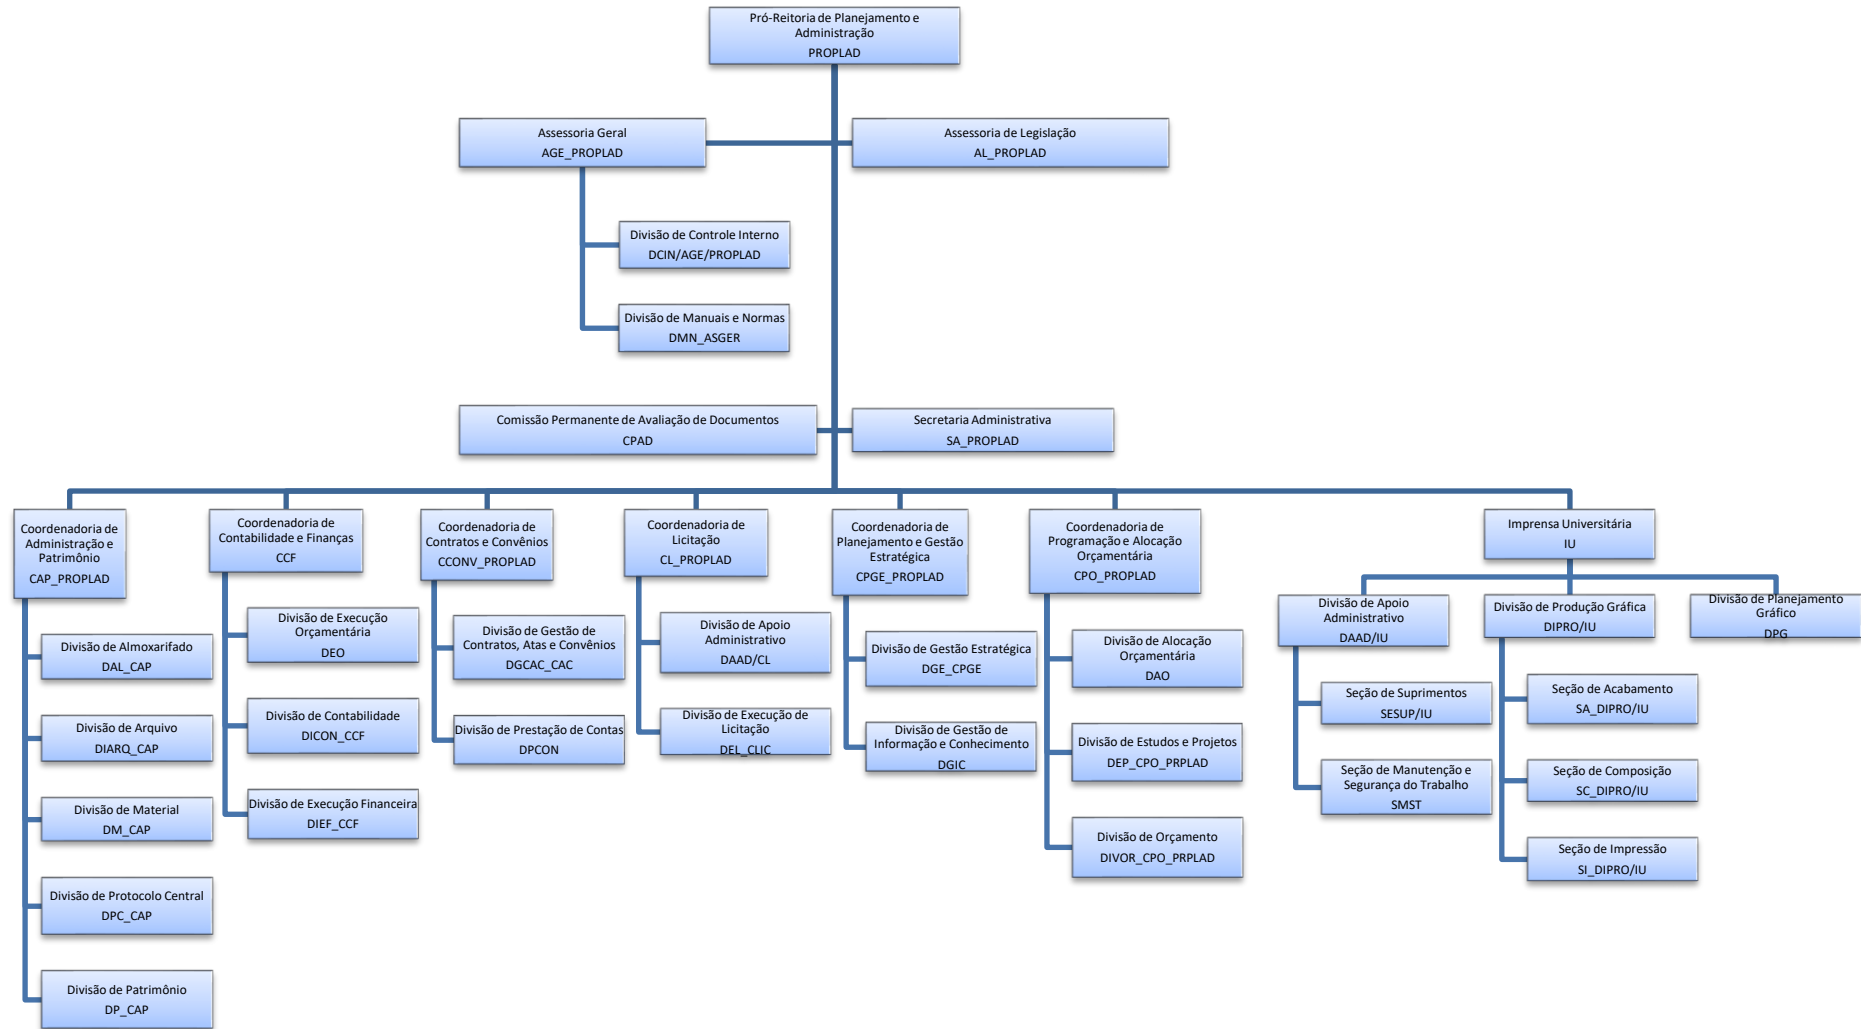 Pró-Reitoria de Planejamento e
Administração
PROPLAD
Assessoria Geral
AGE_PROPLAD
Assessoria de Legislação
AL_PROPLAD
Divisão de Controle Interno
DCIN/AGE/PROPLAD
Divisão de Manuais e Normas
DMN_ASGER
Comissão Permanente de Avaliação de Documentos
CPAD
Secretaria Administrativa
SA_PROPLAD
Coordenadoria de
Administração e
Patrimônio
CAP_PROPLAD
Divisão de Almoxarifado
DAL_CAP
Divisão de Arquivo
DIARQ_CAP
Divisão de Material
DM_CAP
Divisão de Protocolo Central
DPC_CAP
Divisão de Patrimônio
DP_CAP
Coordenadoria de
Contabilidade e Finanças
CCF
Divisão de Execução
Orçamentária
DEO
Divisão de Contabilidade
DICON_CCF
Divisão de Execução Financeira
DIEF_CCF
Coordenadoria de
Contratos e Convênios
CCONV_PROPLAD
Divisão de Gestão de
Contratos, Atas e Convênios
DGCAC_CAC
Divisão de Prestação de Contas
DPCON
Coordenadoria de
Licitação
CL_PROPLAD
Divisão de Apoio
Administrativo
DAAD/CL
Divisão de Execução de
Licitação
DEL_CLIC
Coordenadoria de
Planejamento e Gestão
Estratégica
CPGE_PROPLAD
Divisão de Gestão Estratégica
DGE_CPGE
Divisão de Gestão de
Informação e Conhecimento
DGIC
Coordenadoria de
Programação e Alocação
Orçamentária
CPO_PROPLAD
Divisão de Alocação
Orçamentária
DAO
Divisão de Estudos e Projetos
DEP_CPO_PRPLAD
Divisão de Orçamento
DIVOR_CPO_PRPLAD
Imprensa Universitária
IU
Divisão de Apoio
Administrativo
DAAD/IU
Seção de Suprimentos
SESUP/IU
Seção de Manutenção e
Segurança do Trabalho
SMST
Divisão de Produção Gráfica
DIPRO/IU
Seção de Acabamento
SA_DIPRO/IU
Seção de Composição
SC_DIPRO/IU
Seção de Impressão
SI_DIPRO/IU
Divisão de Planejamento
Gráfico
DPG